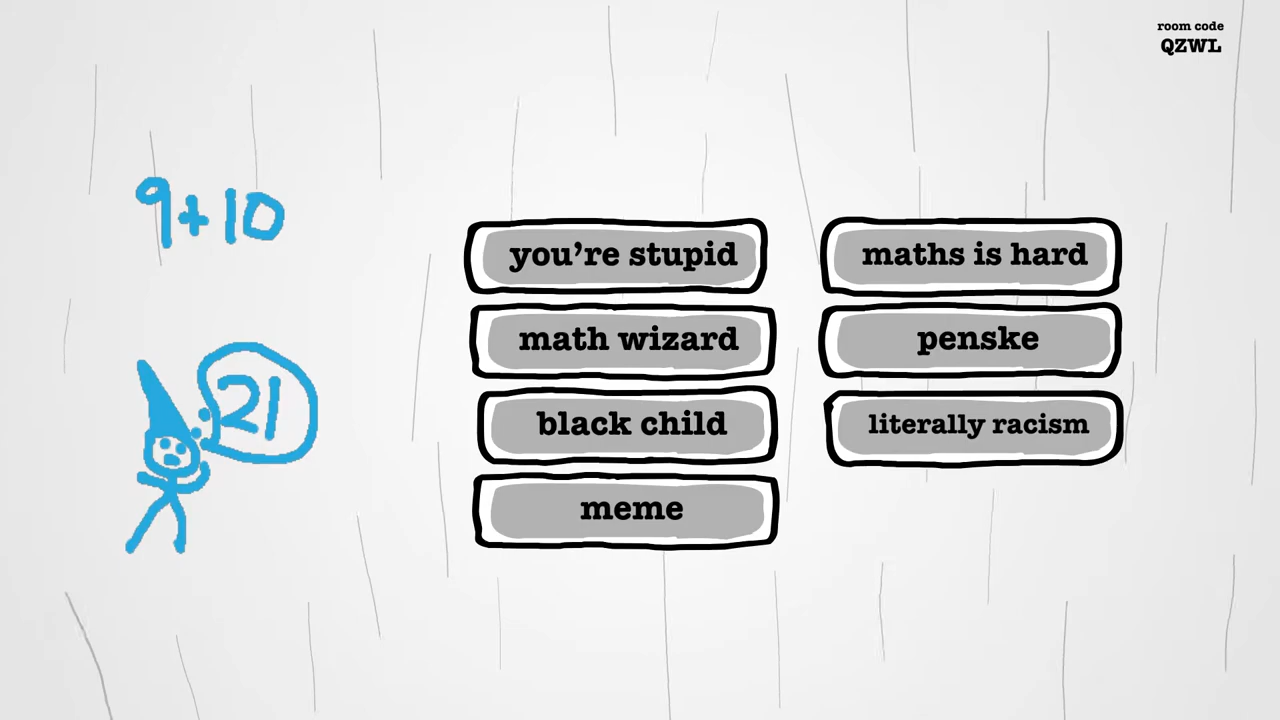 room code
QZWL
9+10
21
you're stupid
math wizard
black child
meme
maths is hard
penske
literally racism